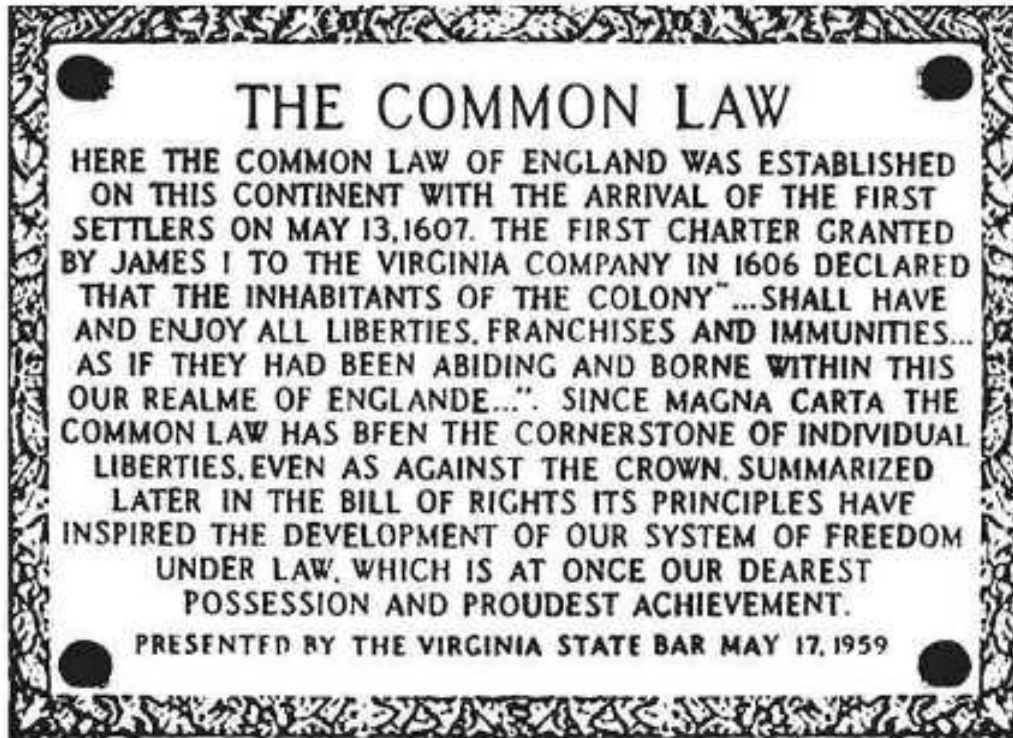 THE COMMON LAW
HERE THE COMMON LAW OF ENGLAND WAS ESTABLISHED
ON THIS CONTINENT WITH THE ARRIVAL OF THE FIRST
SETTLERS ON MAY 13, 1607. THE FIRST CHARTER GRANTED
BY JAMES I TO THE VIRGINIA COMPANY IN 1606 DECLARED
THAT THE INHABITANTS OF THE COLONY "...SHALL HAVE
AND ENJOY ALL LIBERTIES, FRANCHISES AND IMMUNITIES...
AS IF THEY HAD BEEN ABIDING AND BORNE WITHIN THIS
OUR REALME OF ENGLANDE...". SINCE MAGNA CARTA THE
COMMON LAW HAS BEEN THE CORNERSTONE OF INDIVIDUAL
LIBERTIES, EVEN AS AGAINST THE CROWN. SUMMARIZED
LATER IN THE BILL OF RIGHTS ITS PRINCIPLES HAVE
INSPIRED THE DEVELOPMENT OF OUR SYSTEM OF FREEDOM
UNDER LAW, WHICH IS AT ONCE OUR DEAREST
POSSESSION AND PROUDEST ACHIEVEMENT.
PRESENTED BY THE VIRGINIA STATE BAR MAY 17, 1959